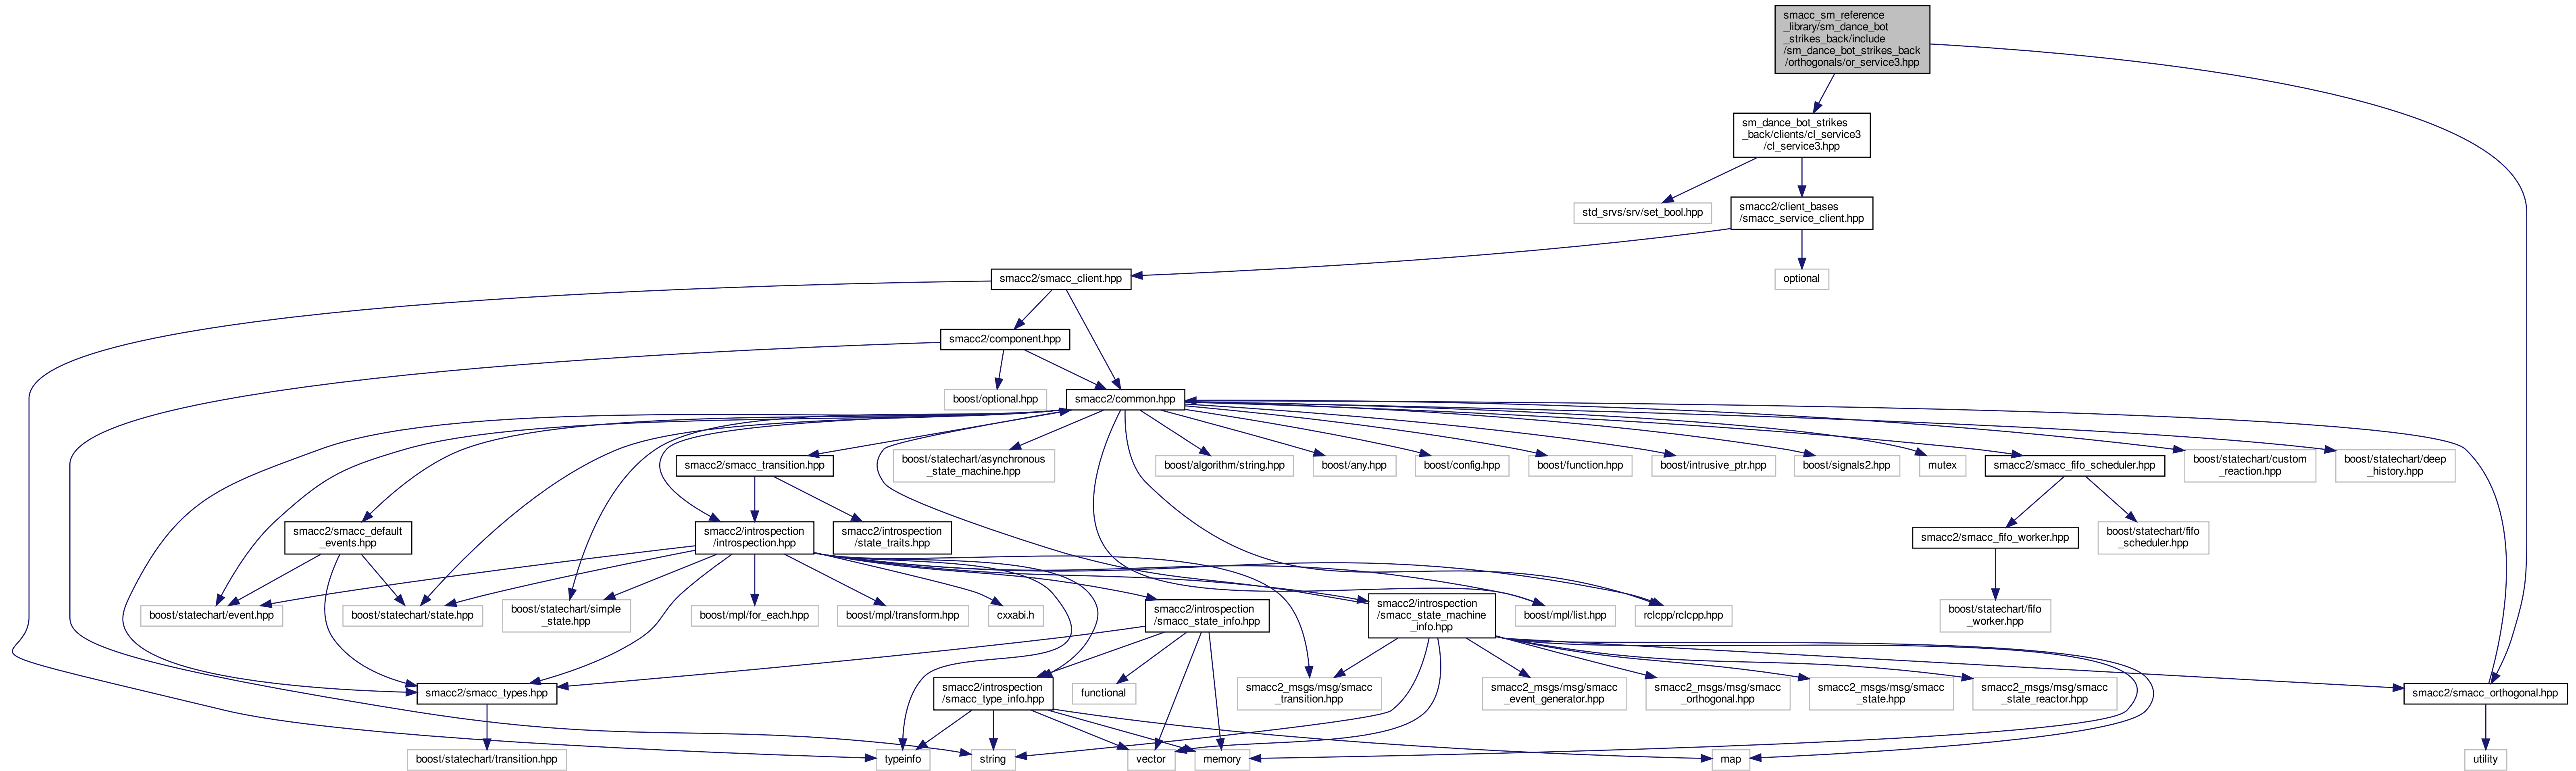 smacc_sm_reference
_library/sm_dance_bot
_strikes_back/include
/sm_dance_bot_strikes_back
/orthogonals/or_service3.hpp
sm_dance_bot_strikes
_back/clients/cl_service3
/cl_service3.hpp
std_srvs/srv/set_bool.hpp
smacc2/client_bases
/smacc_service_client.hpp
smacc2/smacc_client.hpp
optional
smacc2/component.hpp
boost/optional.hpp
smacc2/common.hpp
smacc2/smacc_transition.hpp
boost/statechart/asynchronous
_state_machine.hpp
boost/algorithm/string.hpp
boost/any.hpp
boost/config.hpp
boost/function.hpp
boost/intrusive_ptr.hpp
boost/signals2.hpp
mutex
smacc2/smacc_fifo_scheduler.hpp
boost/statechart/custom
_reaction.hpp
boost/statechart/deep
_history.hpp
smacc2/smacc_default
_events.hpp
smacc2/introspection
/introspection.hpp
smacc2/introspection
/state_traits.hpp
smacc2/smacc_fifo_worker.hpp
boost/statechart/fifo
_scheduler.hpp
boost/statechart/event.hpp
boost/statechart/state.hpp
boost/statechart/simple
_state.hpp
boost/mpl/for_each.hpp
boost/mpl/transform.hpp
cxxabi.h
smacc2/introspection
/smacc_state_info.hpp
smacc2/introspection
/smacc_state_machine
_info.hpp
boost/mpl/list.hpp
rclcpp/rclcpp.hpp
boost/statechart/fifo
_worker.hpp
smacc2/smacc_types.hpp
smacc2/introspection
/smacc_type_info.hpp
functional
smacc2_msgs/msg/smacc
_transition.hpp
smacc2_msgs/msg/smacc
_event_generator.hpp
smacc2_msgs/msg/smacc
_orthogonal.hpp
smacc2_msgs/msg/smacc
_state.hpp
smacc2_msgs/msg/smacc
_state_reactor.hpp
smacc2/smacc_orthogonal.hpp
boost/statechart/transition.hpp
typeinfo
string
vector
memory
map
utility